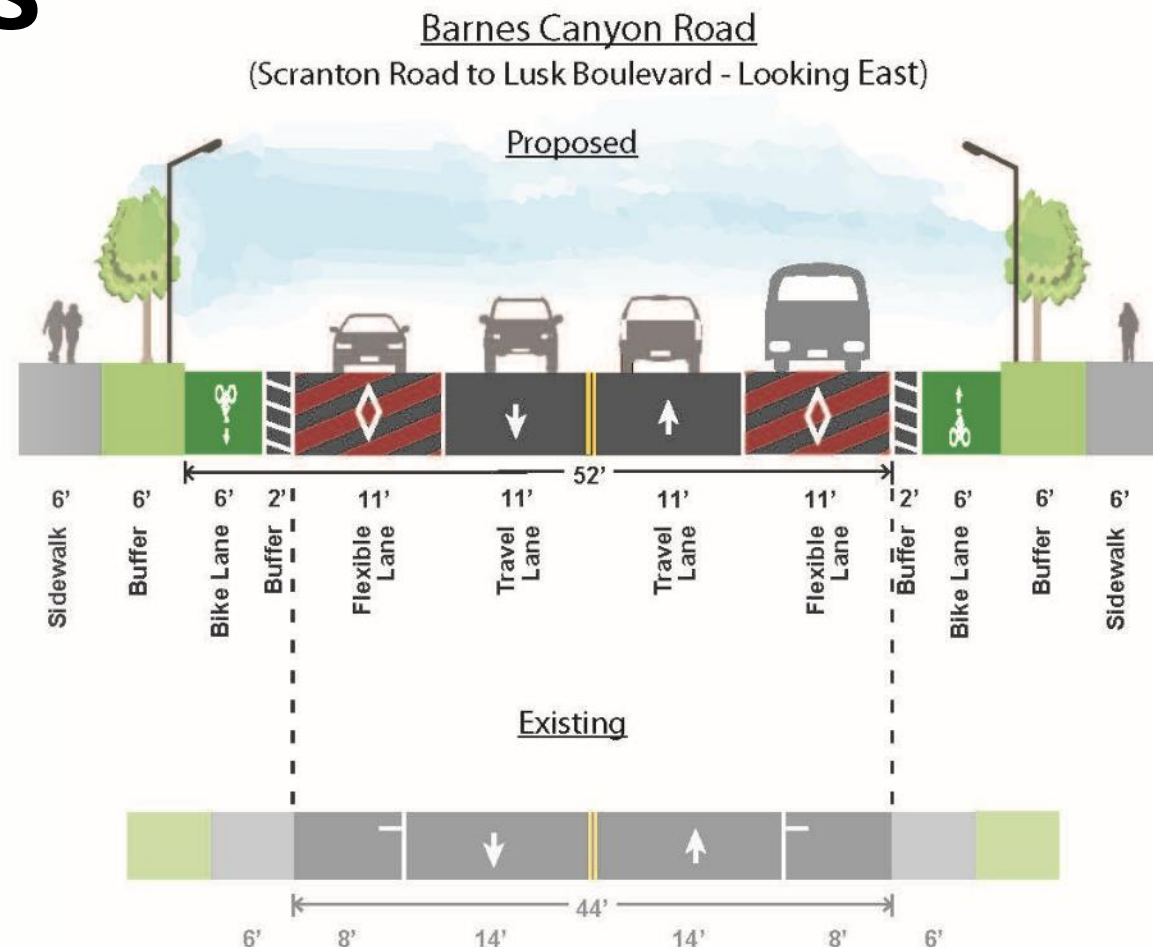 S
Barnes Canyon Road
(Scranton Road to Lusk Boulevard - Looking East)
Proposed
52'
6' 6' 6' 2' 11' 11' 11' 11' 2' 6' 6' 6'
Sidewalk
Buffer
Bike Lane
Buffer
Flexible
Lane
Travel
Lane
Travel
Lane
Flexible
Lane
Buffer
Bike Lane
Buffer
Sidewalk
Existing
44'
6' 8' 14' 14' 8' 6'